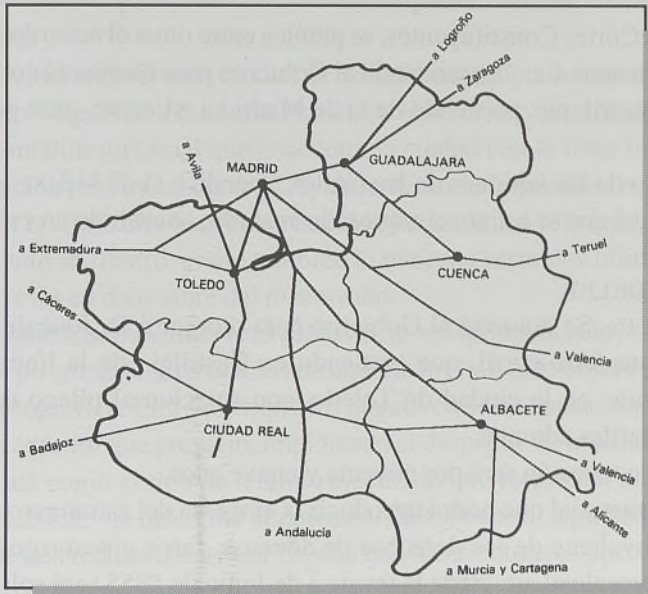 a Logroño
a Zaragoza
a Avila
MADRID
GUADALAJARA
a Extremadura
a Teruel
TOLEDO
CUENCA
a Cáceres
a Valencia
ALBACETE
CIUDAD REAL
a Badajoz
a Valencia
a Alicante
a Andalucía
a Murcia y Cartagena